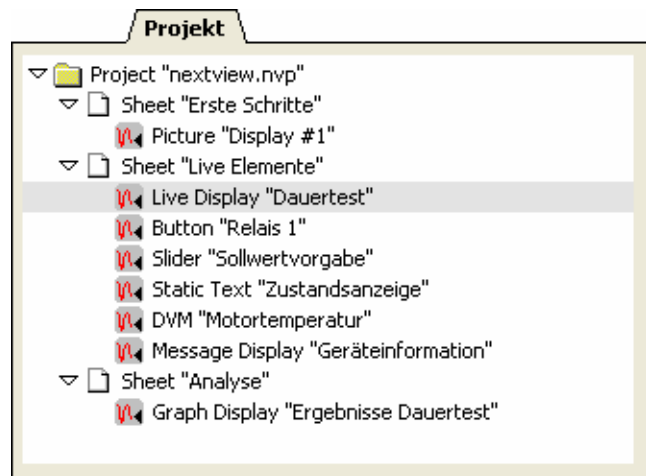 Projekt
Project "nextview.nvp"
Sheet "Erste Schritte"
Picture "Display #1"
Sheet "Live Elemente"
Live Display "Dauertest"
Button "Relais 1"
Slider "Sollwertvorgabe"
Static Text "Zustandsanzeige"
DVM "Motortemperatur"
Message Display "Geräteinformation"
Sheet "Analyse"
Graph Display "Ergebnisse Dauertest"